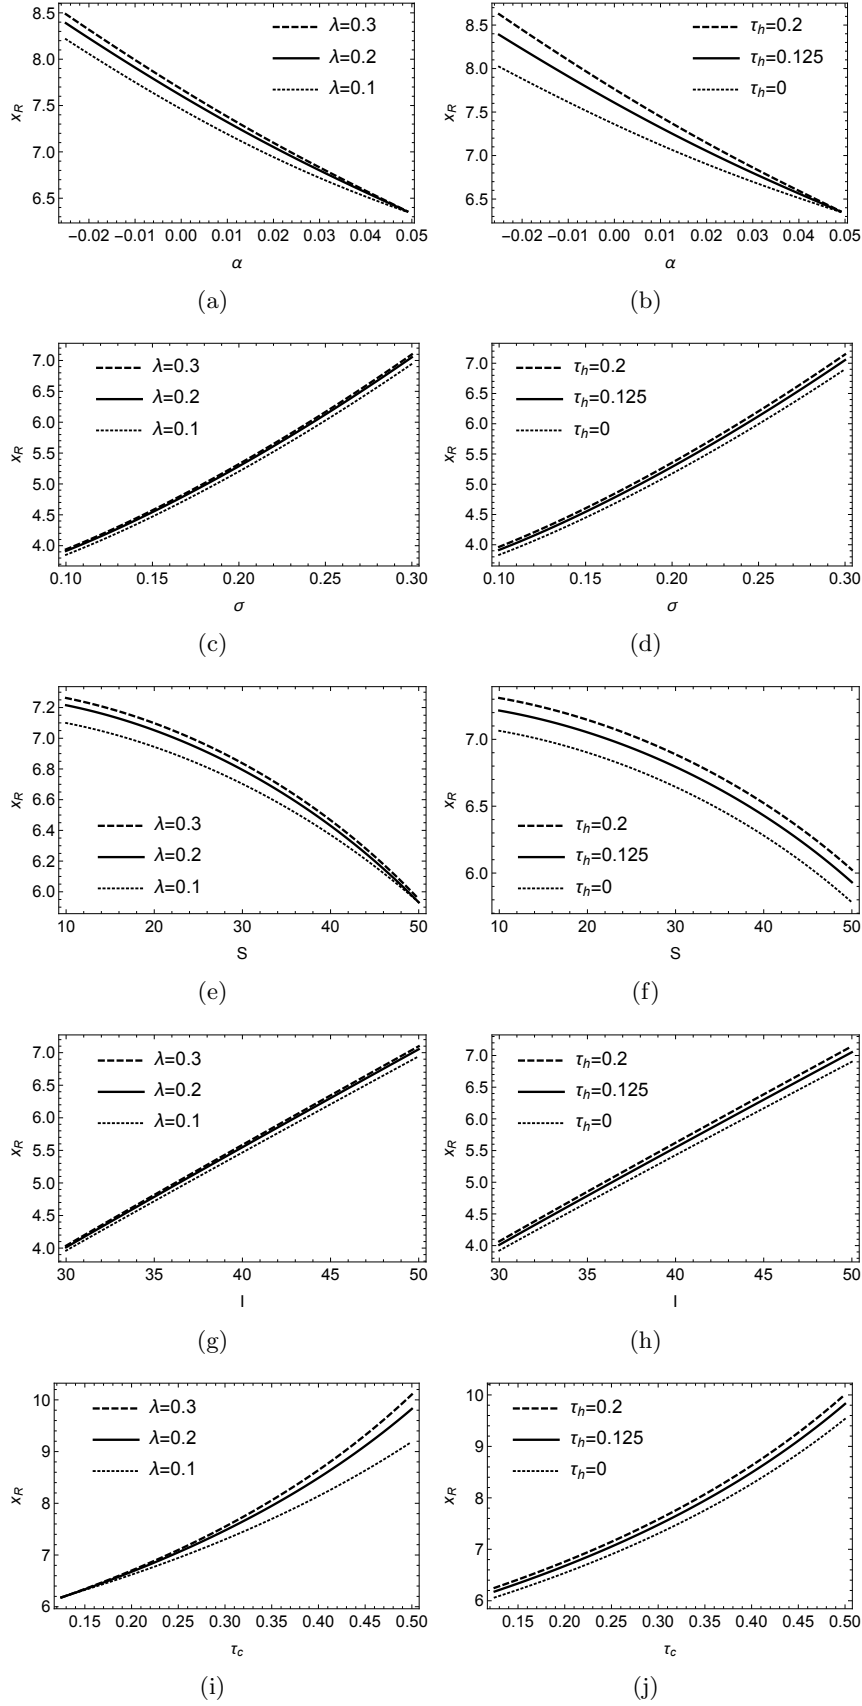 8.5
8.0
7.5
7.0
6.5
x_R
λ=0.3
λ=0.2
λ=0.1
−0.02 −0.01 0.00 0.01 0.02 0.03 0.04 0.05
α
(a)
8.5
8.0
7.5
7.0
6.5
x_R
τ_h=0.2
τ_h=0.125
τ_h=0
−0.02 −0.01 0.00 0.01 0.02 0.03 0.04 0.05
α
(b)
7.0
6.5
6.0
5.5
5.0
4.5
4.0
x_R
λ=0.3
λ=0.2
λ=0.1
0.10 0.15 0.20 0.25 0.30
σ
(c)
7.0
6.5
6.0
5.5
5.0
4.5
4.0
x_R
τ_h=0.2
τ_h=0.125
τ_h=0
0.10 0.15 0.20 0.25 0.30
σ
(d)
7.2
7.0
6.8
6.6
6.4
6.2
6.0
x_R
λ=0.3
λ=0.2
λ=0.1
10 20 30 40 50
S
(e)
7.0
6.5
6.0
x_R
τ_h=0.2
τ_h=0.125
τ_h=0
10 20 30 40 50
S
(f)
7.0
6.5
6.0
5.5
5.0
4.5
4.0
x_R
λ=0.3
λ=0.2
λ=0.1
30 35 40 45 50
I
(g)
7.0
6.5
6.0
5.5
5.0
4.5
4.0
x_R
τ_h=0.2
τ_h=0.125
τ_h=0
30 35 40 45 50
I
(h)
10
9
8
7
6
x_R
λ=0.3
λ=0.2
λ=0.1
0.15 0.20 0.25 0.30 0.35 0.40 0.45 0.50
τ_c
(i)
10
9
8
7
6
x_R
τ_h=0.2
τ_h=0.125
τ_h=0
0.15 0.20 0.25 0.30 0.35 0.40 0.45 0.50
τ_c
(j)